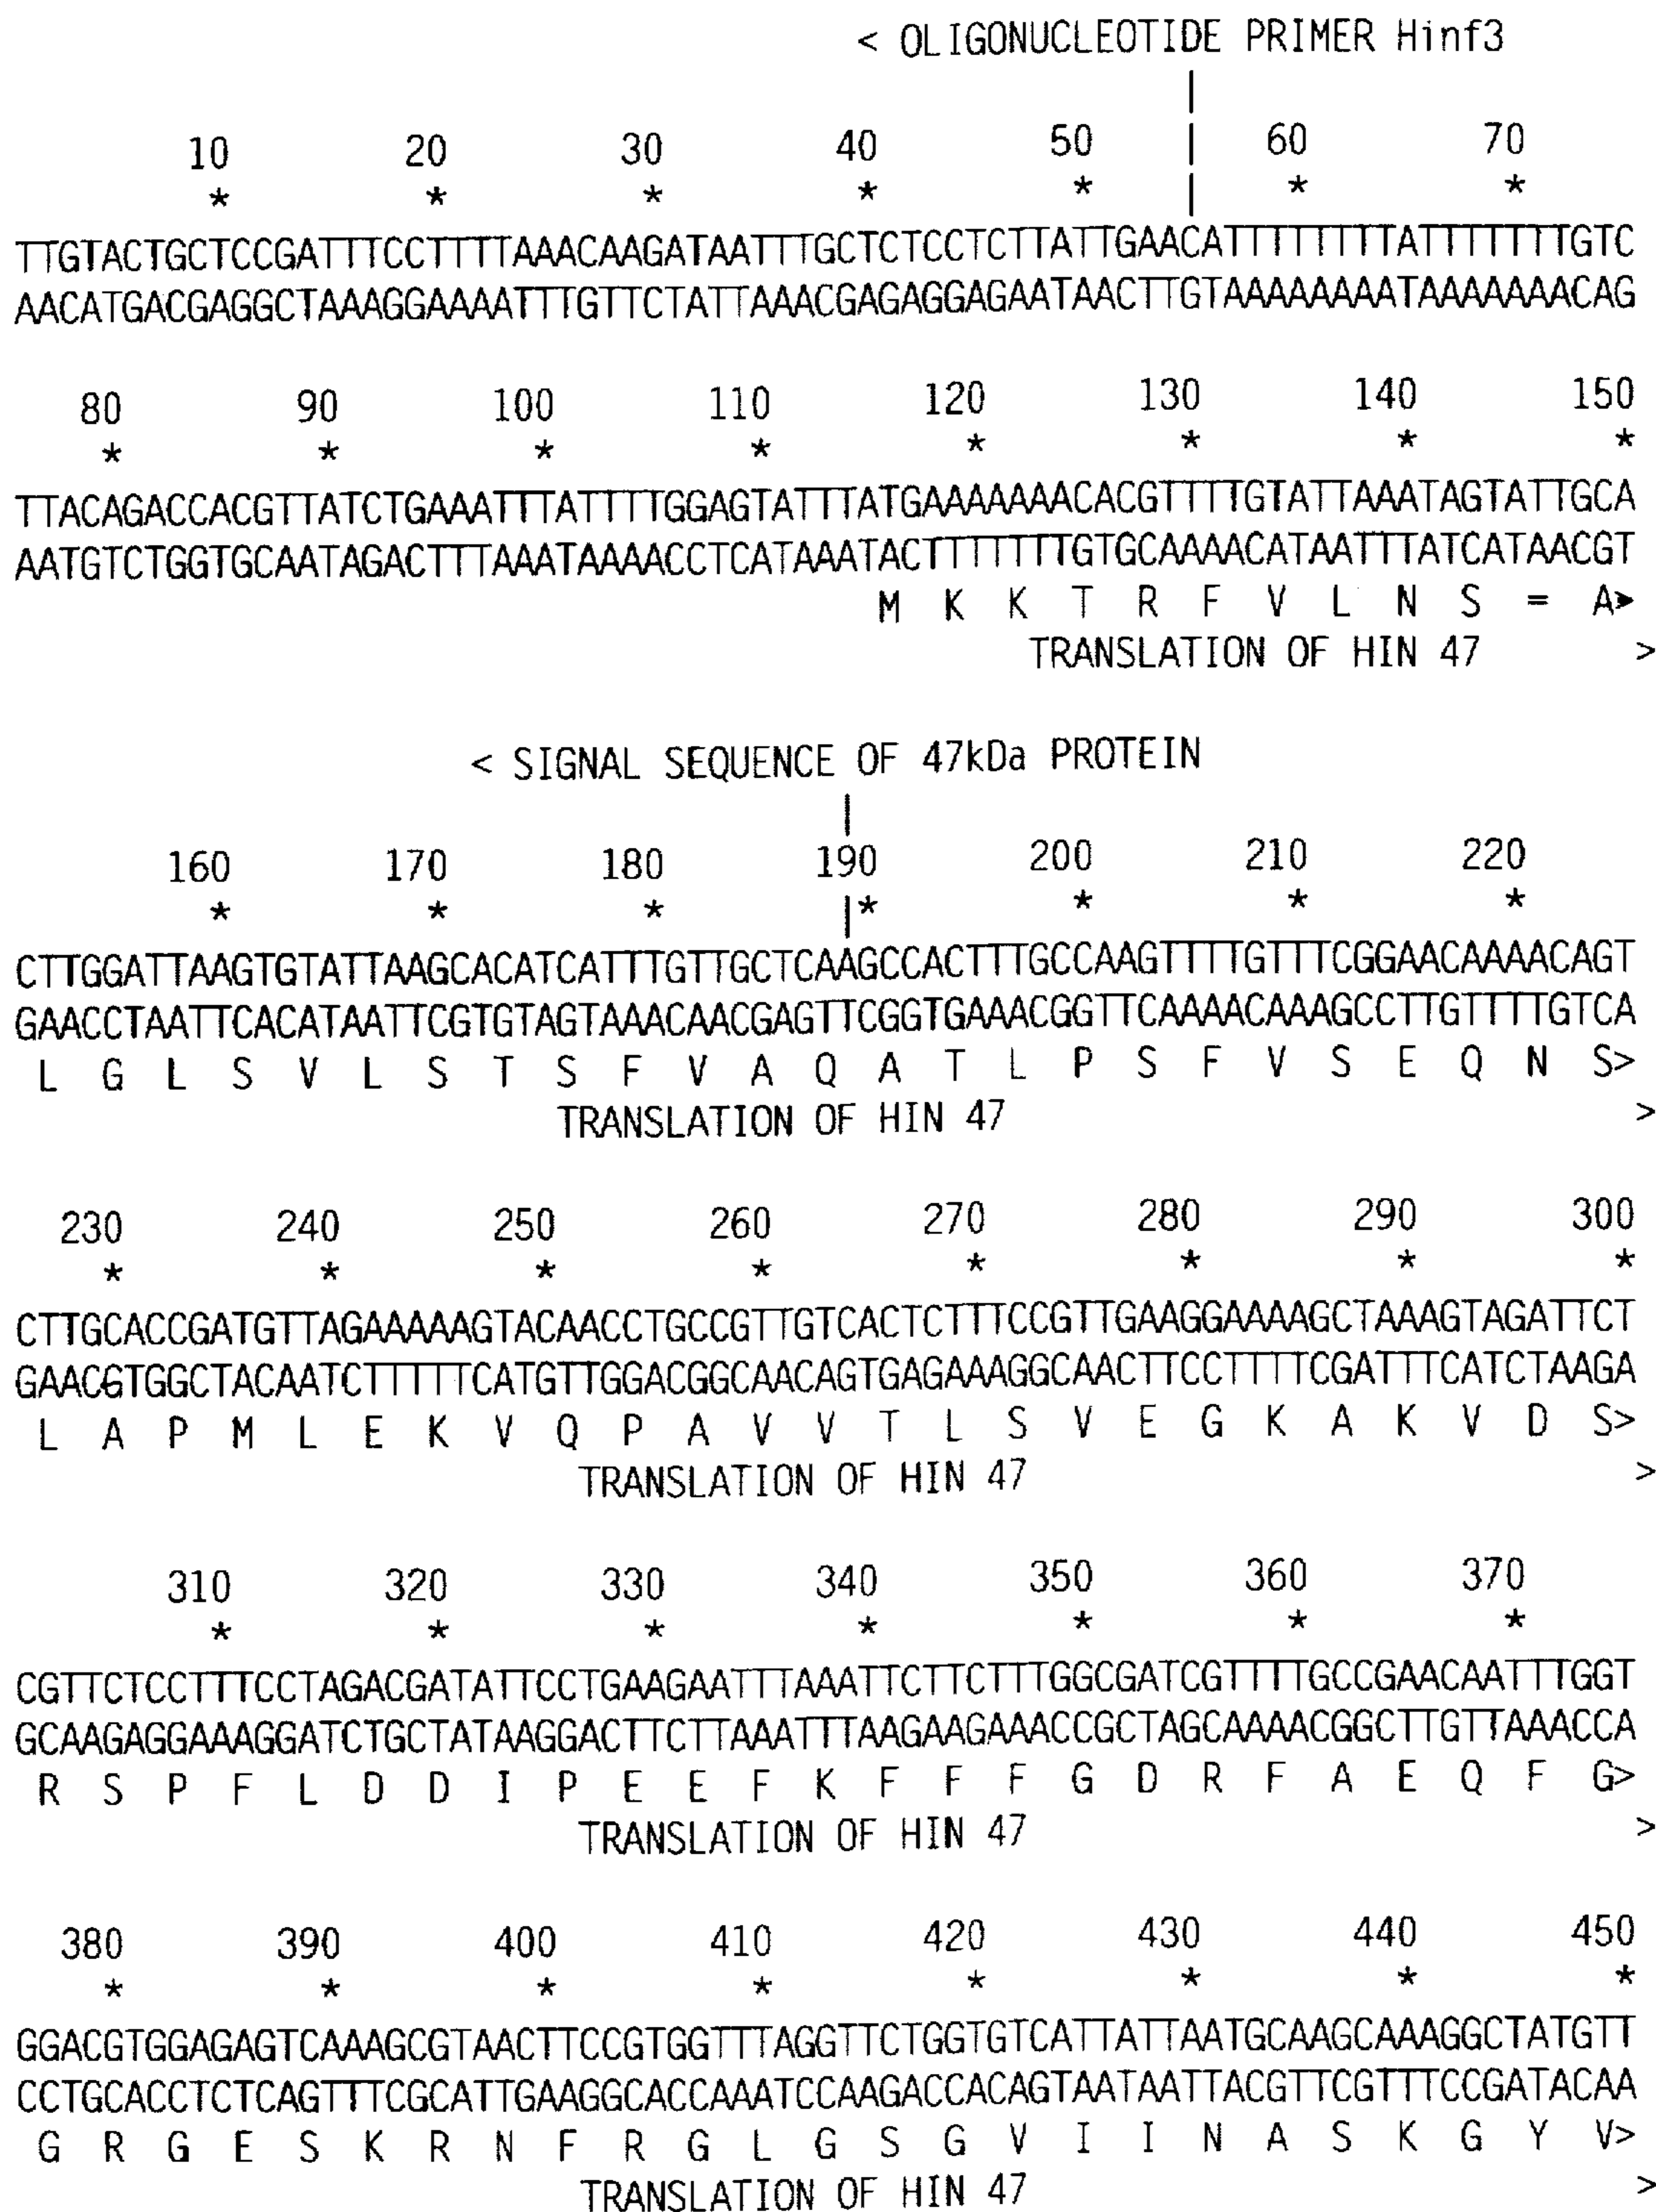 < OLIGONUCLEOTIDE PRIMER Hinf3
10 20 30 40 50 60 70
* * * * * * *
TTGTACTGCTCCGATTTCCTTTTAAACAAGATAATTTGCTCTCCTCTTATTGAACATTTTTTTTATTTTTTTGTC
AACATGACGAGGCTAAAGGAAAATTTGTTCTATTAAACGAGAGGAGAATAACTTGTAAAAAAAATAAAAAAACAG
80 90 100 110 120 130 140 150
* * * * * * * *
TTACAGACCACGTTATCTGAAATTTATTTTGGAGTATTTATGAAAAAAACACGTTTTGTATTAAATAGTATTGCA
AATGTCTGGTGCAATAGACTTTAAATAAAACCTCATAAATACTTTTTTTGTGCAAAACATAATTTATCATAACGT
M K K T R F V L N S = A>
TRANSLATION OF HIN 47 >
< SIGNAL SEQUENCE OF 47kDa PROTEIN
160 170 180 190 200 210 220
* * * * * * *
CTTGGATTAAGTGTATTAAGCACATCATTTGTTGCTCAAGCCACTTTGCCAAGTTTTGTTTCGGAACAAAACAGT
GAACCTAATTCACATAATTCGTGTAGTAAACAACGAGTTCGGTGAAACGGTTCAAAACAAAGCCTTGTTTTGTCA
L G L S V L S T S F V A Q A T L P S F V S E Q N S>
TRANSLATION OF HIN 47 >
230 240 250 260 270 280 290 300
* * * * * * * *
CTTGCACCGATGTTAGAAAAAGTACAACCTGCCGTTGTCACTCTTTCCGTTGAAGGAAAAGCTAAAGTAGATTCT
GAACGTGGCTACAATCTTTTTCATGTTGGACGGCAACAGTGAGAAAGGCAACTTCCTTTTCGATTTCATCTAAGA
L A P M L E K V Q P A V V T L S V E G K A K V D S>
TRANSLATION OF HIN 47 >
310 320 330 340 350 360 370
* * * * * * *
CGTTCTCCTTTCCTAGACGATATTCCTGAAGAATTTAAATTCTTCTTTGGCGATCGTTTTGCCGAACAATTTGGT
GCAAGAGGAAAGGATCTGCTATAAGGACTTCTTAAATTTAAGAAGAAACCGCTAGCAAAACGGCTTGTTAAACCA
R S P F L D D I P E E F K F F F G D R F A E Q F G>
TRANSLATION OF HIN 47 >
380 390 400 410 420 430 440 450
* * * * * * * *
GGACGTGGAGAGTCAAAGCGTAACTTCCGTGGTTTAGGTTCTGGTGTCATTATTAATGCAAGCAAAGGCTATGTT
CCTGCACCTCTCAGTTTCGCATTGAAGGCACCAAATCCAAGACCACAGTAATAATTACGTTCGTTTCCGATACAA
G R G E S K R N F R G L G S G V I I N A S K G Y V>
TRANSLATION OF HIN 47 >